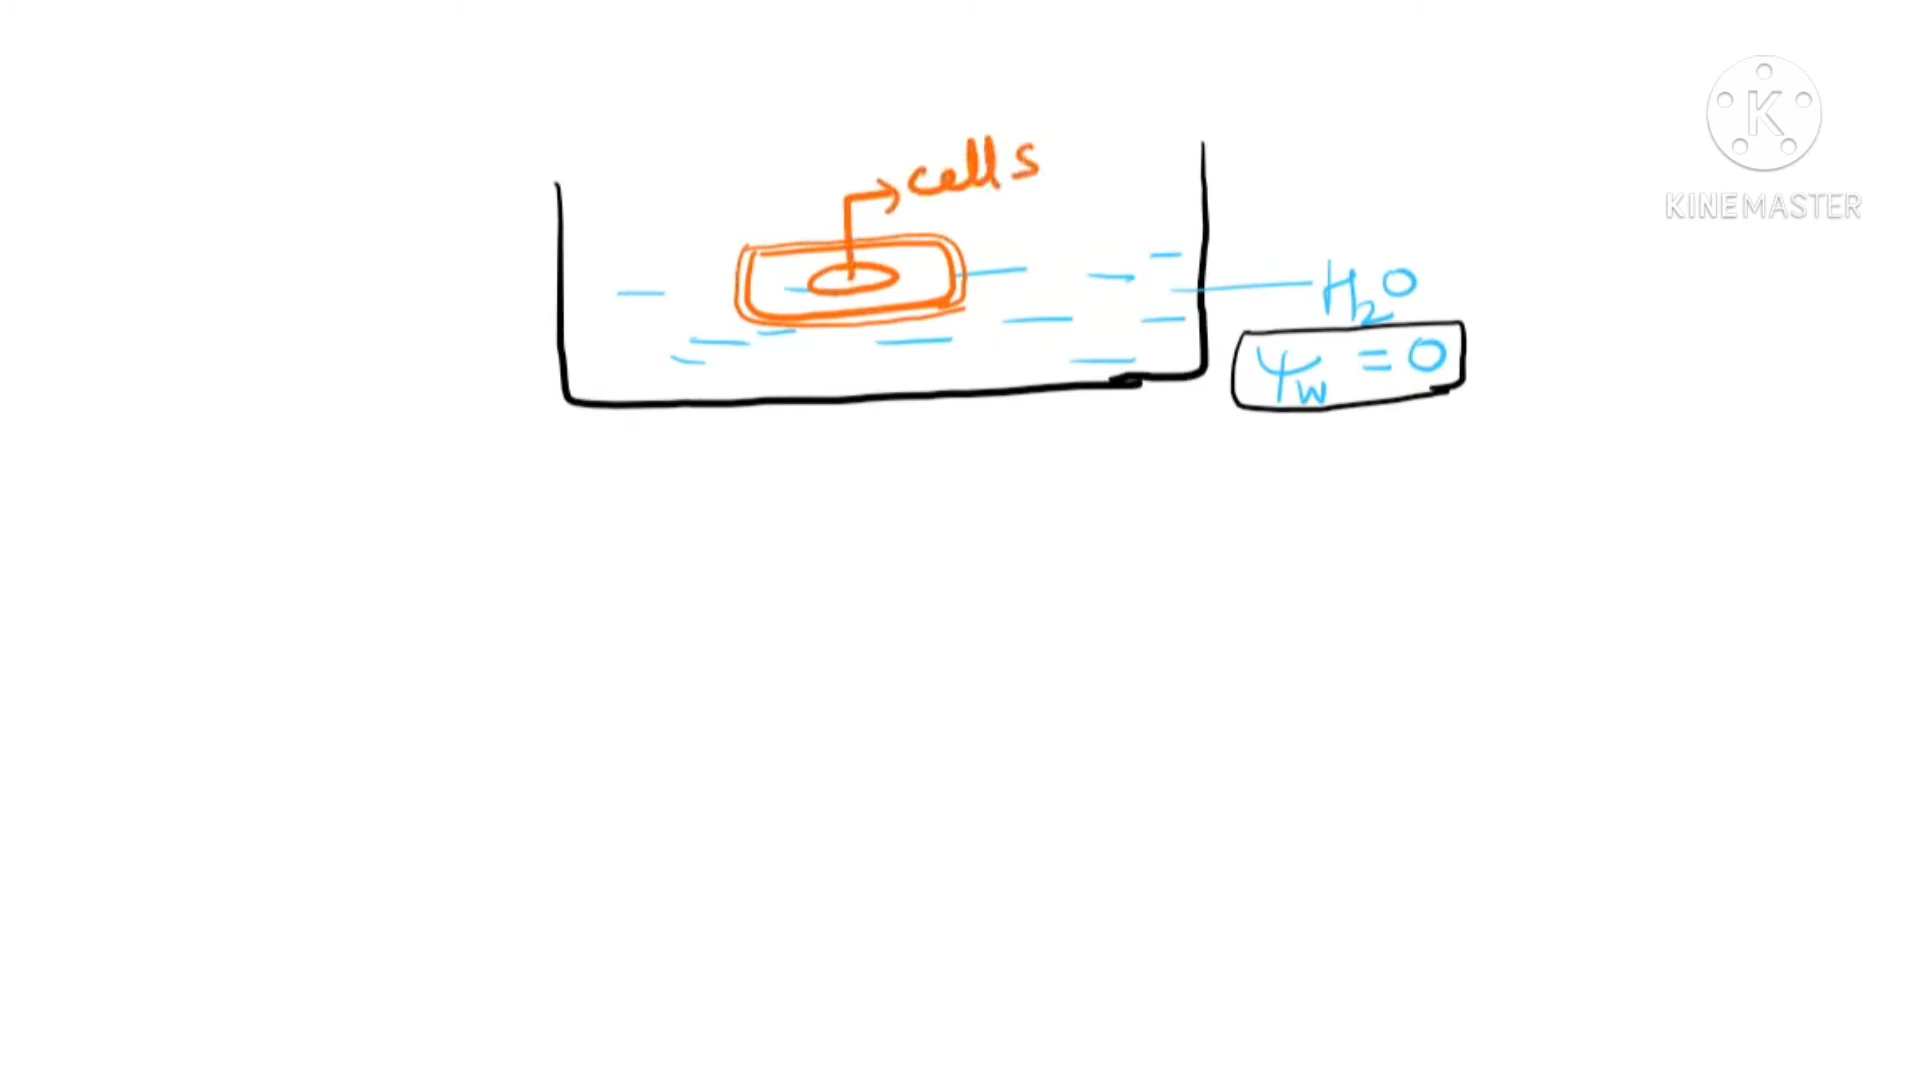 cells
K
KINEMASTER
H₂O
Ψw = 0